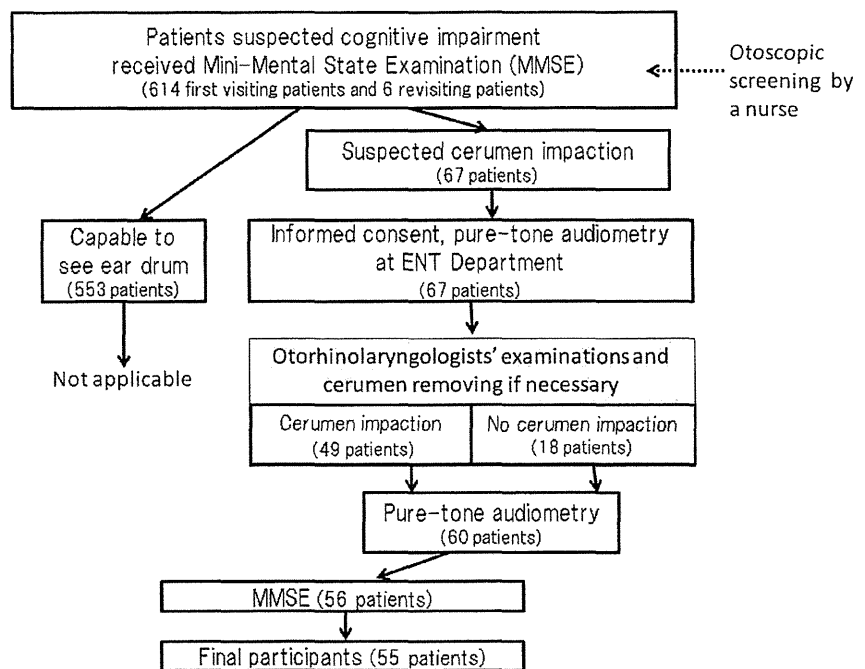 Patients suspected cognitive impairment
received Mini-Mental State Examination (MMSE)
(614 first visiting patients and 6 revisiting patients)
Otoscopic
screening by
a nurse
Suspected cerumen impaction
(67 patients)
Capable to
see ear drum
(553 patients)
Informed consent, pure-tone audiometry
at ENT Department
(67 patients)
Not applicable
Otorhinolaryngologists' examinations and
cerumen removing if necessary
Cerumen impaction
(49 patients)
No cerumen impaction
(18 patients)
Pure-tone audiometry
(60 patients)
MMSE (56 patients)
Final participants (55 patients)